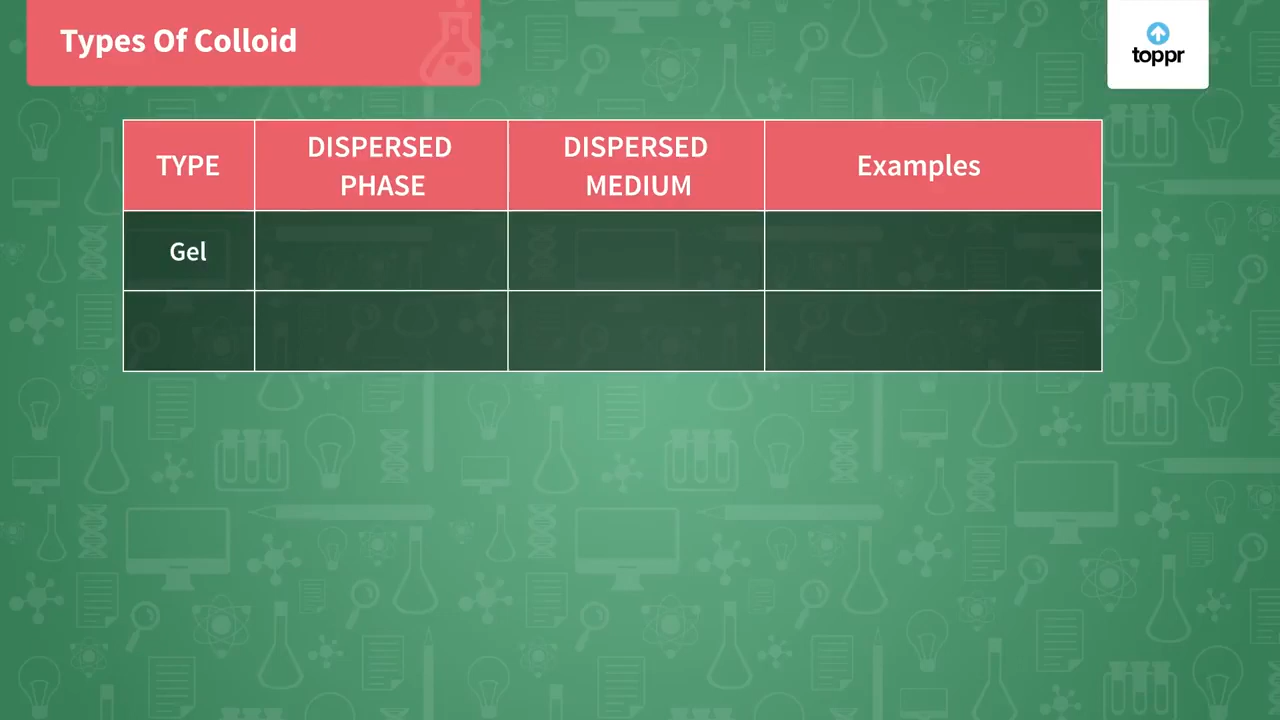 Types Of Colloid
toppr
TYPE
DISPERSED
PHASE
DISPERSED
MEDIUM
Examples
Gel